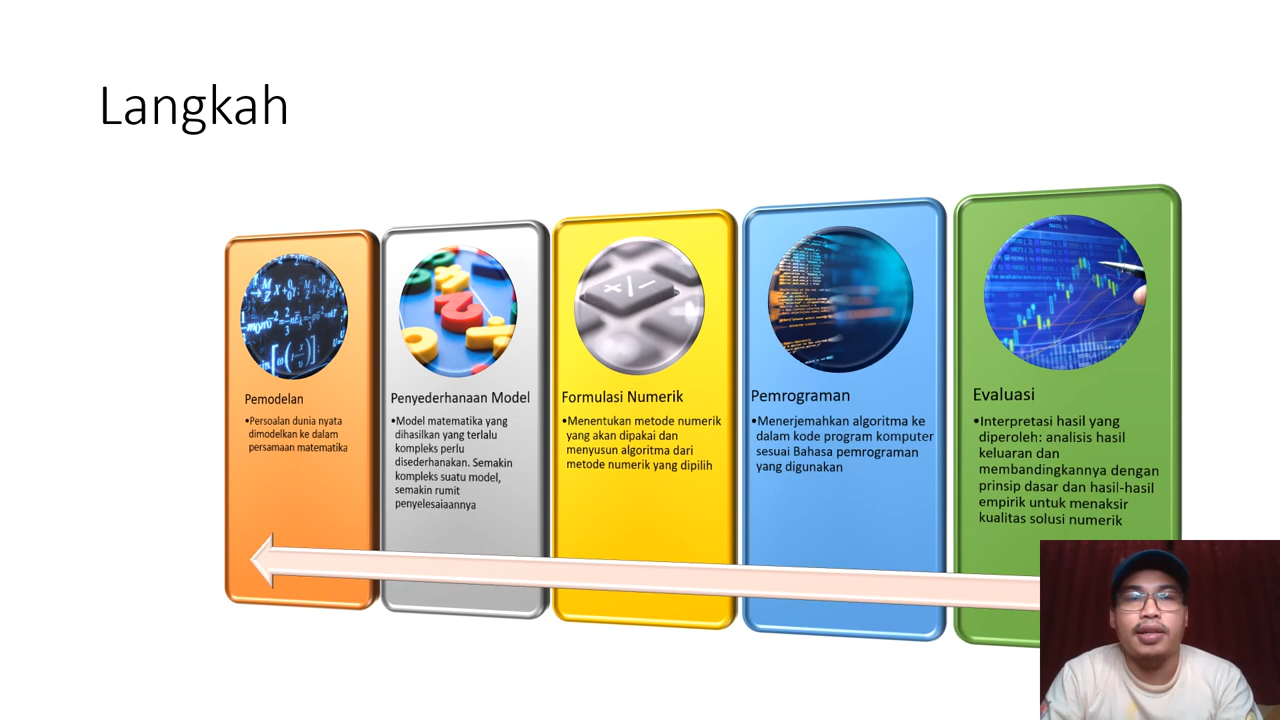 Langkah
Pemodelan
•Persoalan dunia nyata
dimodelkan ke dalam
persamaan matematika
Penyederhanaan Model
•Model matematika yang
dihasilkan yang terlalu
kompleks perlu
disederhanakan. Semakin
kompleks suatu model,
semakin rumit
penyelesaiaannya
Formulasi Numerik
•Menentukan metode numerik
yang akan dipakai dan
menyusun algoritma dari
metode numerik yang dipilih
Pemrograman
•Menerjemahkan algoritma ke
dalam kode program komputer
sesuai Bahasa pemrograman
yang digunakan
Evaluasi
•Interpretasi hasil yang
diperoleh: analisis hasil
keluaran dan
membandingkannya dengan
prinsip dasar dan hasil-hasil
empirik untuk menaksir
kualitas solusi numerik